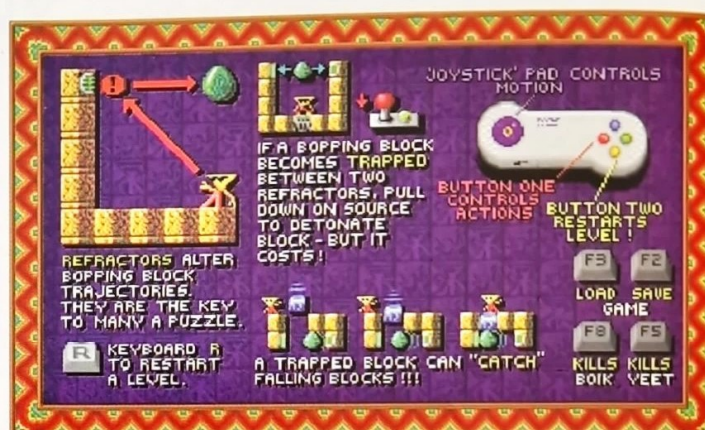 REFRACTORS ALTER
BOPPING BLOCK
TRAJECTORIES.
THEY ARE THE KEY
TO MANY A PUZZLE.
R
KEYBOARD R
TO RESTART
A LEVEL.
IF A BOPPING BLOCK
BECOMES TRAPPED
BETWEEN TWO
REFRACTORS, PULL
DOWN ON SOURCE
TO DETONATE
BLOCK - BUT IT
COSTS!
A TRAPPED BLOCK CAN "CATCH"
FALLING BLOCKS !!!
'JOYSTICK' PAD CONTROLS
MOTION
BUTTON ONE
CONTROLS
ACTIONS
BUTTON TWO
RESTARTS
LEVEL !
F3
F2
LOAD SAVE
GAME
F8
F5
KILLS KILLS
BOIK YEET